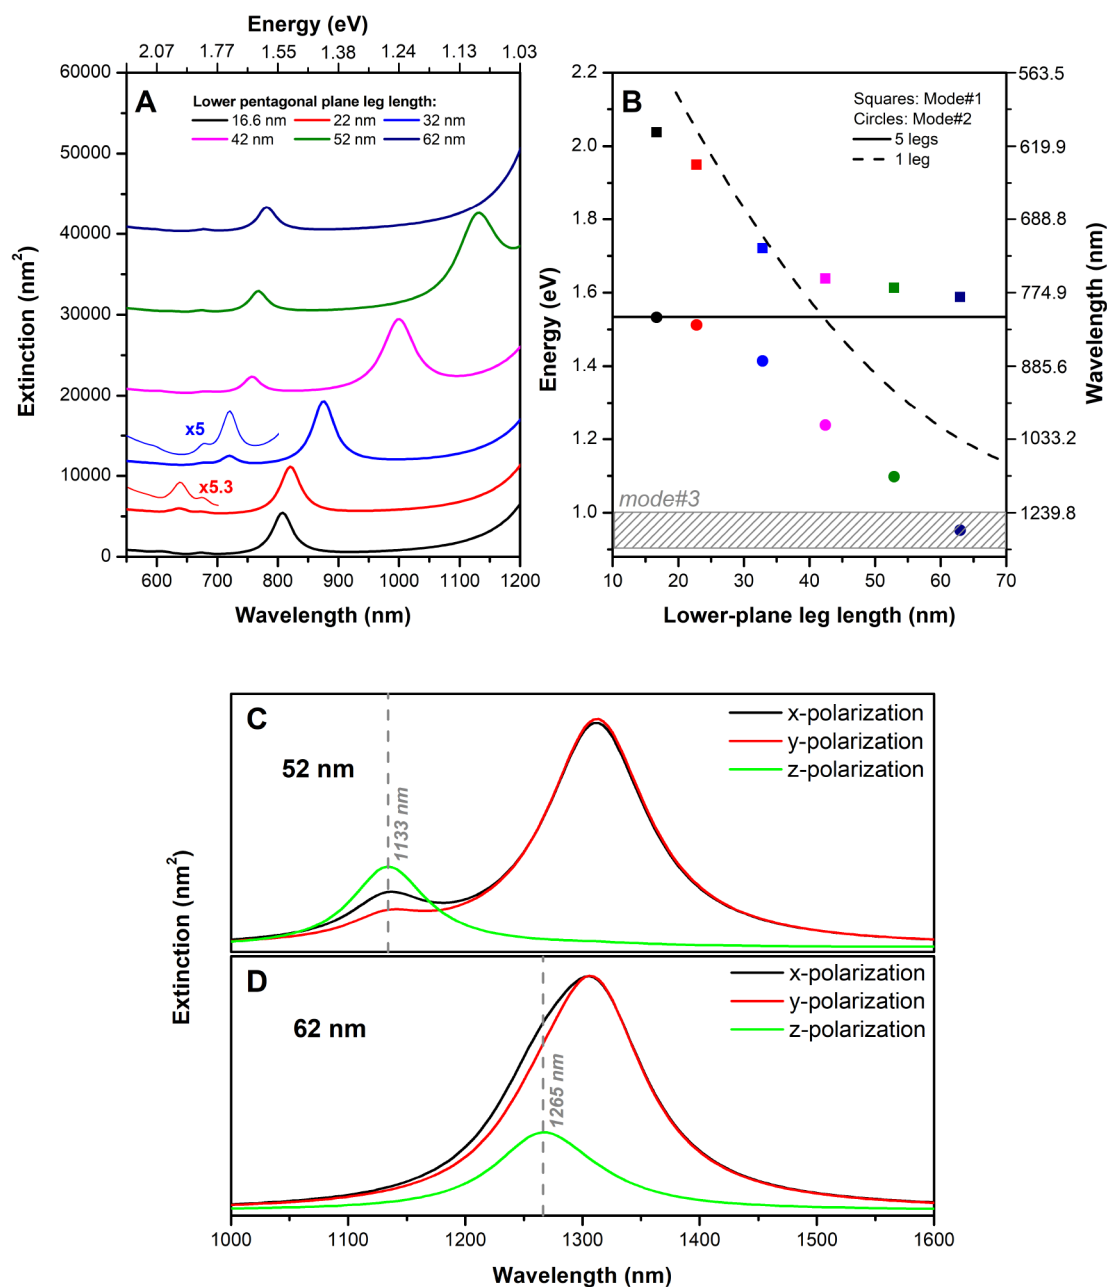 Energy (eV)
2.07 1.77 1.55 1.38 1.24 1.13 1.03
A
Lower pentagonal plane leg length:
16.6 nm 22 nm 32 nm
42 nm 52 nm 62 nm
x5
x5.3
60000
50000
40000
30000
20000
10000
0
Extinction (nm²)
600 700 800 900 1000 1100 1200
Wavelength (nm)
B
Squares: Mode#1
Circles: Mode#2
5 legs
1 leg
mode#3
2.2
2.0
1.8
1.6
1.4
1.2
1.0
Energy (eV)
563.5
619.9
688.8
774.9
885.6
1033.2
1239.8
Wavelength (nm)
10 20 30 40 50 60 70
Lower-plane leg length (nm)
C
52 nm
1133 nm
x-polarization
y-polarization
z-polarization
Extinction (nm²)
D
62 nm
1265 nm
x-polarization
y-polarization
z-polarization
1000 1100 1200 1300 1400 1500 1600
Wavelength (nm)